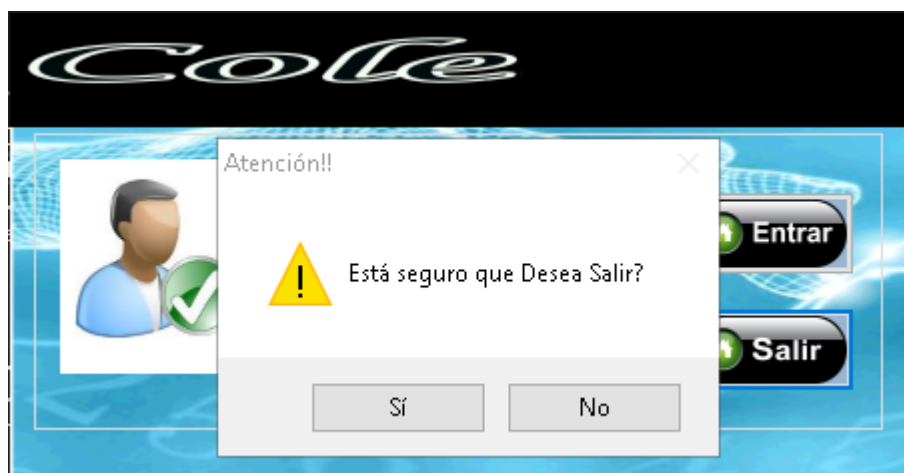 Cole
Atención!!
Entrar
Está seguro que Desea Salir?
Salir
Sí
No